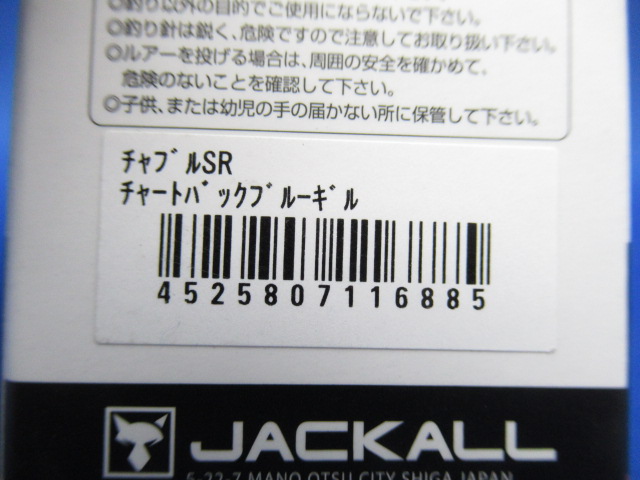 ◎釣り以外の目的でご使用にならないで下さい。
◎釣り針は鋭く、危険ですので注意してお取り扱い下さい。
◎ルアーを投げる場合は、周囲の安全を確かめて、
危険のないことを確認して下さい。
◎子供、または幼児の手の届かない所に保管して下さい。
ﾁｬﾌﾞﾙSR
ﾁｬｰﾄﾊﾞｯｸﾌﾞﾙｰｷﾞﾙ
4525807116885
JACKALL
5-22-7 MANO OTSU CITY SHIGA JAPAN